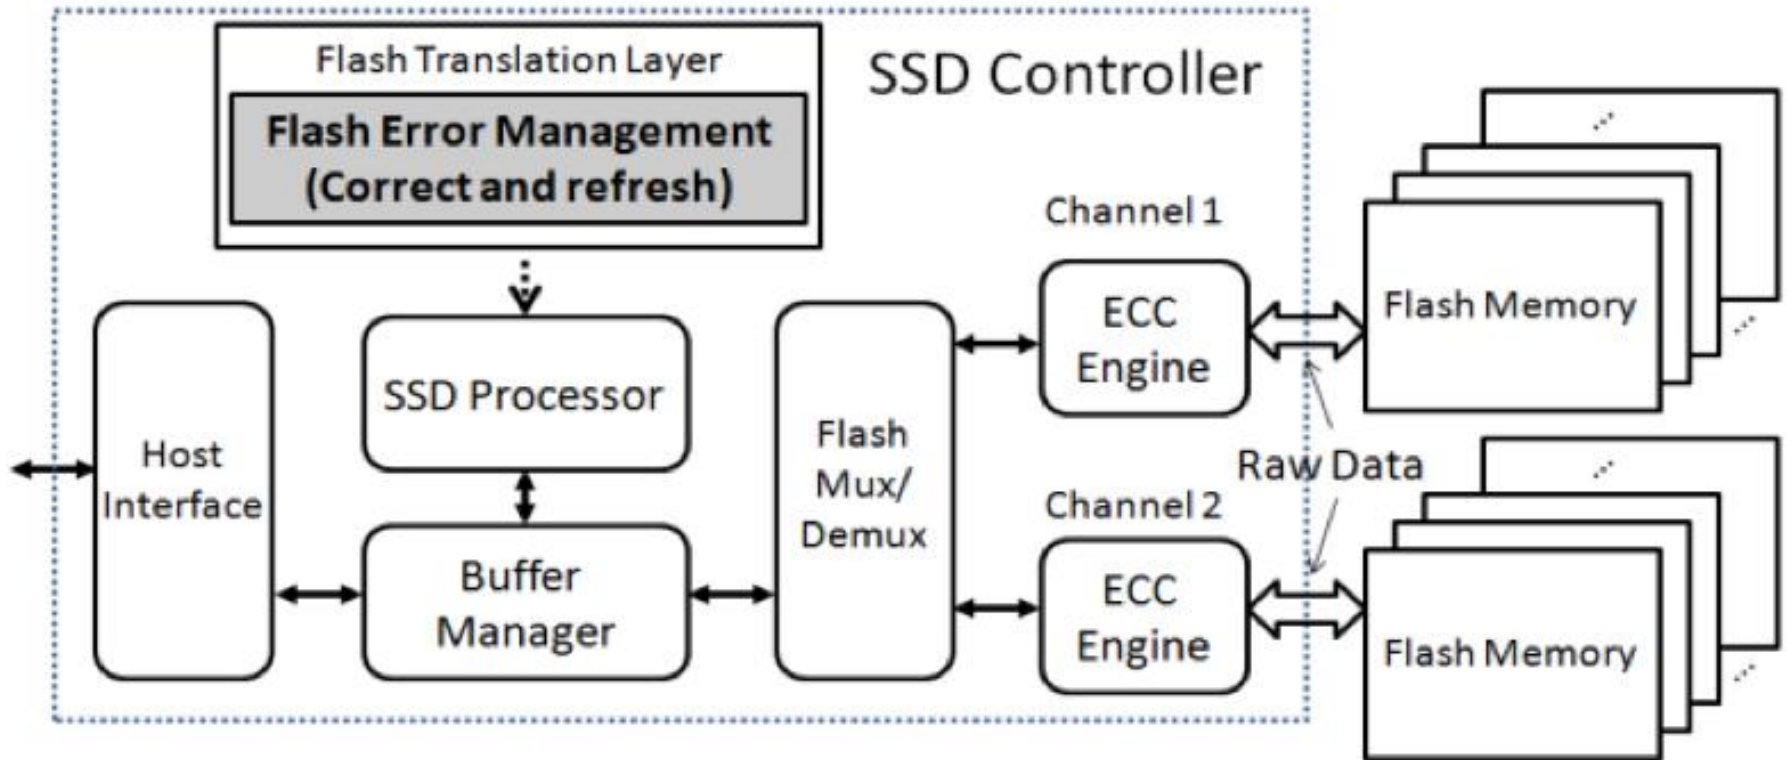 Flash Translation Layer
Flash Error Management
(Correct and refresh)
SSD Controller
Channel 1
ECC
Engine
Flash Memory
SSD Processor
Host
Interface
Flash
Mux/
Demux
Raw Data
Channel 2
Buffer
Manager
ECC
Engine
Flash Memory